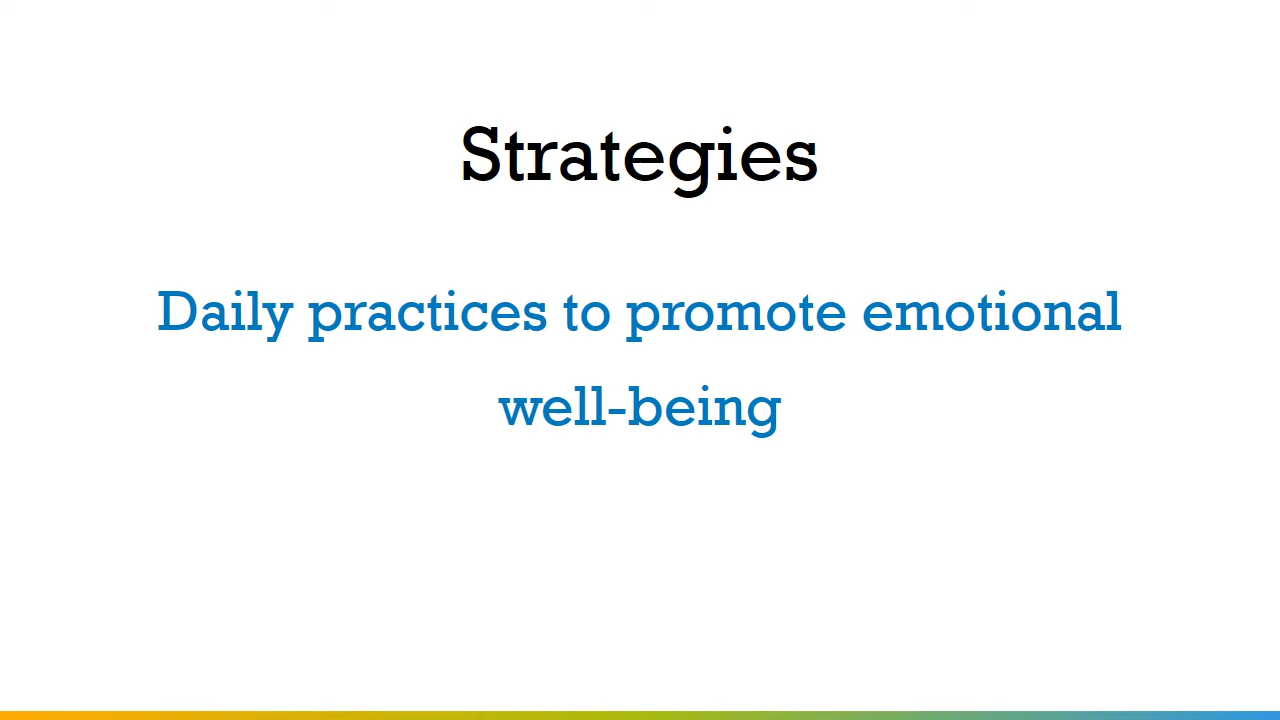 Strategies
Daily practices to promote emotional
well-being